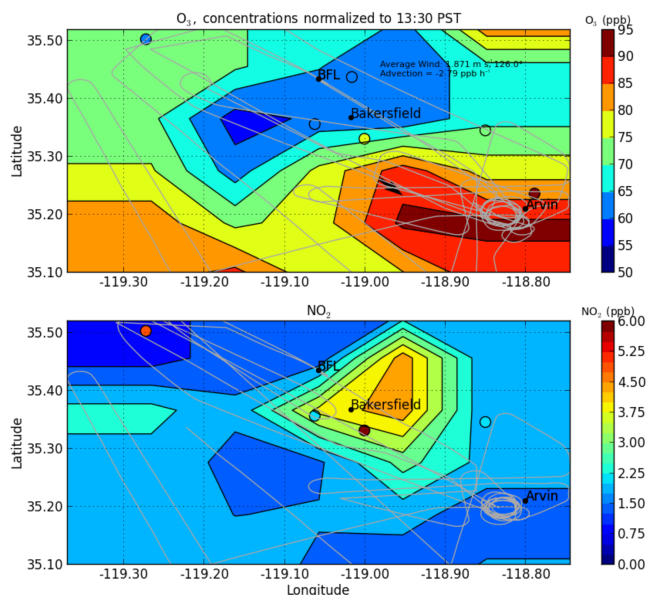 O3, concentrations normalized to 13:30 PST
O3 (ppb)
35.50
35.40
35.30
35.20
35.10
Latitude
Average Wind: 1.871 m s, 126.0°
Advection = -2.79 ppb h⁻
BFL
Bakersfield
Arvin
95
90
85
80
75
70
65
60
55
50
-119.30 -119.20 -119.10 -119.00 -118.90 -118.80
NO2
NO2 (ppb)
35.50
35.40
35.30
35.20
35.10
Latitude
BFL
Bakersfield
Arvin
6.00
5.25
4.50
3.75
3.00
2.25
1.50
0.75
0.00
-119.30 -119.20 -119.10 -119.00 -118.90 -118.80
Longitude